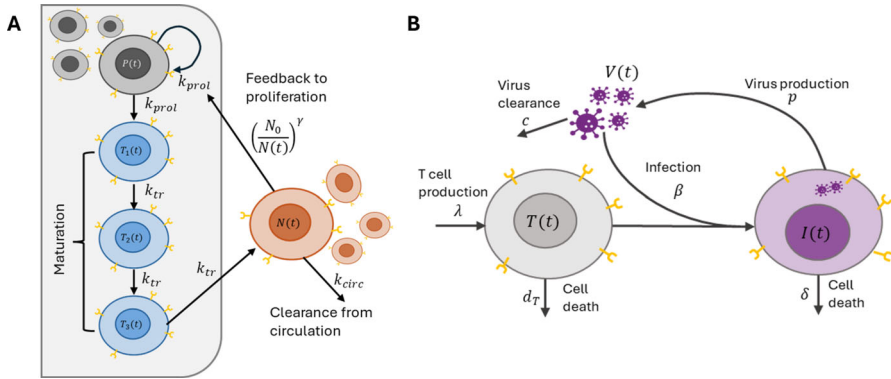 A
P(t)
k_prol
Feedback to
proliferation
k_prol
(N_0/N(t))^γ
T_1(t)
k_tr
Maturation
T_2(t)
N(t)
k_tr
k_tr
k_circ
T_3(t)
Clearance from
circulation
B
V(t)
Virus
clearance
c
Virus production
p
T cell
production
λ
Infection
β
T(t)
I(t)
d_T
Cell
death
δ
Cell
death